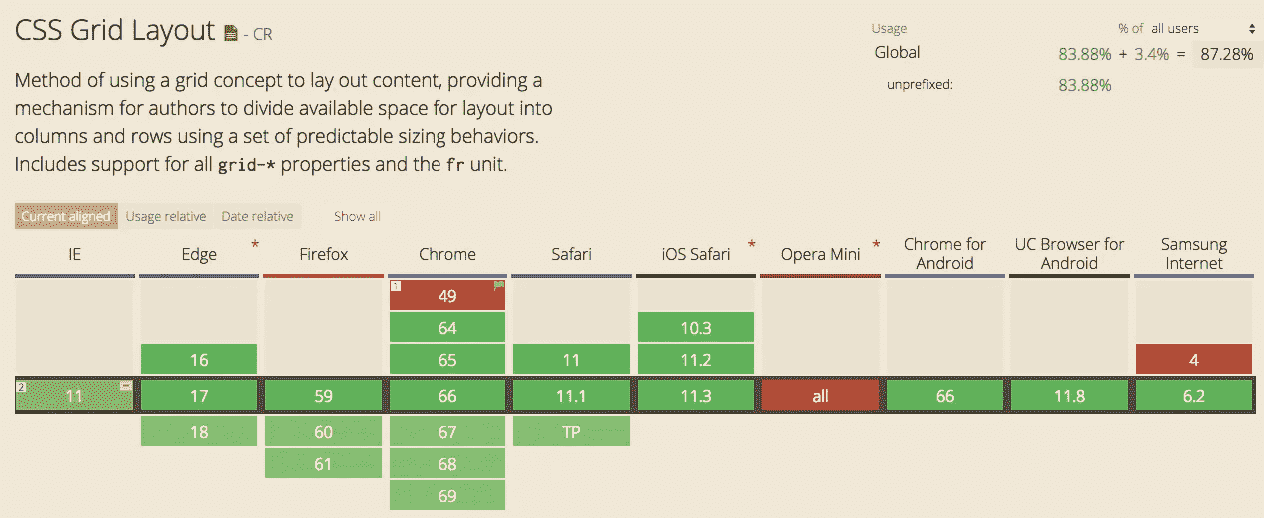 CSS Grid Layout - CR
Usage % of all users
Global 83.88% + 3.4% = 87.28%
unprefixed: 83.88%
Method of using a grid concept to lay out content, providing a
mechanism for authors to divide available space for layout into
columns and rows using a set of predictable sizing behaviors.
Includes support for all grid-* properties and the fr unit.
Current aligned Usage relative Date relative Show all
IE Edge * Firefox Chrome Safari iOS Safari * Opera Mini * Chrome for Android UC Browser for Android Samsung Internet
1 49
64 10.3
16 65 11 11.2 4
2 11 17 59 66 11.1 11.3 all 66 11.8 6.2
18 60 67 TP
61 68
69